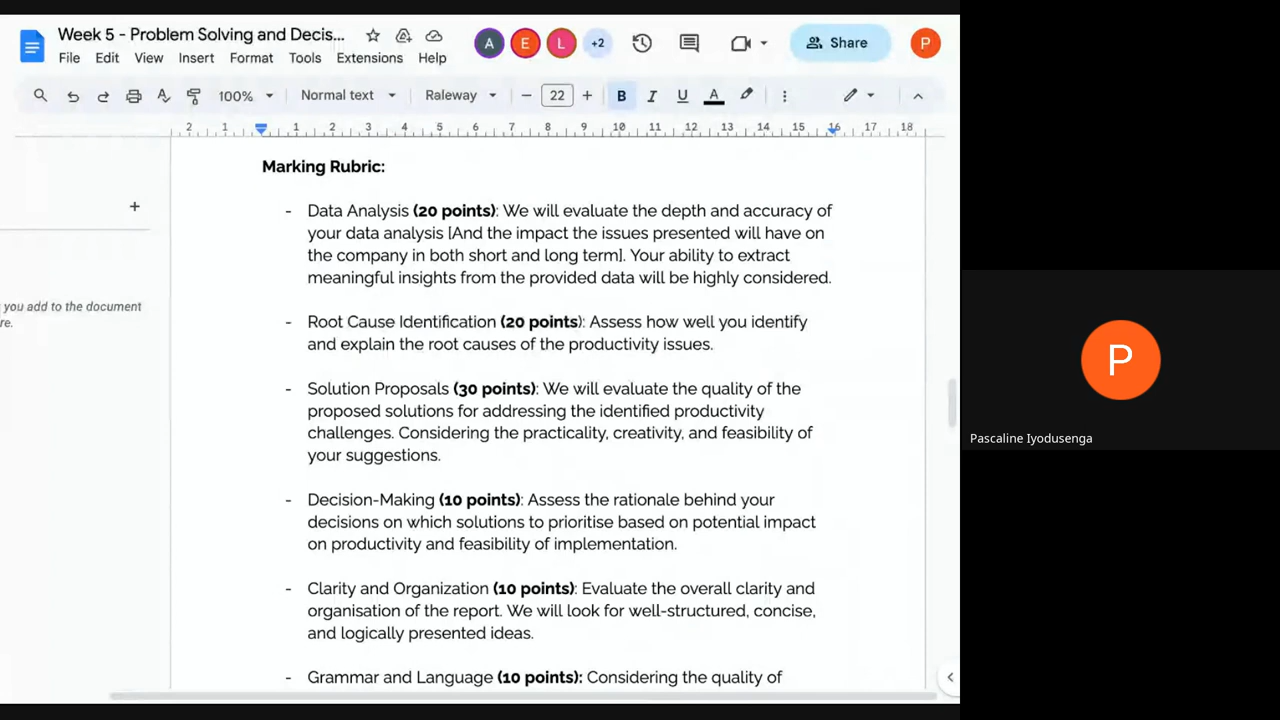 Week 5 - Problem Solving and Decis...
File Edit View Insert Format Tools Extensions Help
A E L +2
Share
P
100% Normal text Raleway 22 B I U A
2 1 1 2 3 4 5 6 7 8 9 10 11 12 13 14 15 16 17 18
Marking Rubric:
- Data Analysis (20 points): We will evaluate the depth and accuracy of
your data analysis [And the impact the issues presented will have on
the company in both short and long term]. Your ability to extract
meaningful insights from the provided data will be highly considered.
you add to the document
re.
- Root Cause Identification (20 points): Assess how well you identify
and explain the root causes of the productivity issues.
- Solution Proposals (30 points): We will evaluate the quality of the
proposed solutions for addressing the identified productivity
challenges. Considering the practicality, creativity, and feasibility of
your suggestions.
- Decision-Making (10 points): Assess the rationale behind your
decisions on which solutions to prioritise based on potential impact
on productivity and feasibility of implementation.
- Clarity and Organization (10 points): Evaluate the overall clarity and
organisation of the report. We will look for well-structured, concise,
and logically presented ideas.
- Grammar and Language (10 points): Considering the quality of
P
Pascaline Iyodusenga